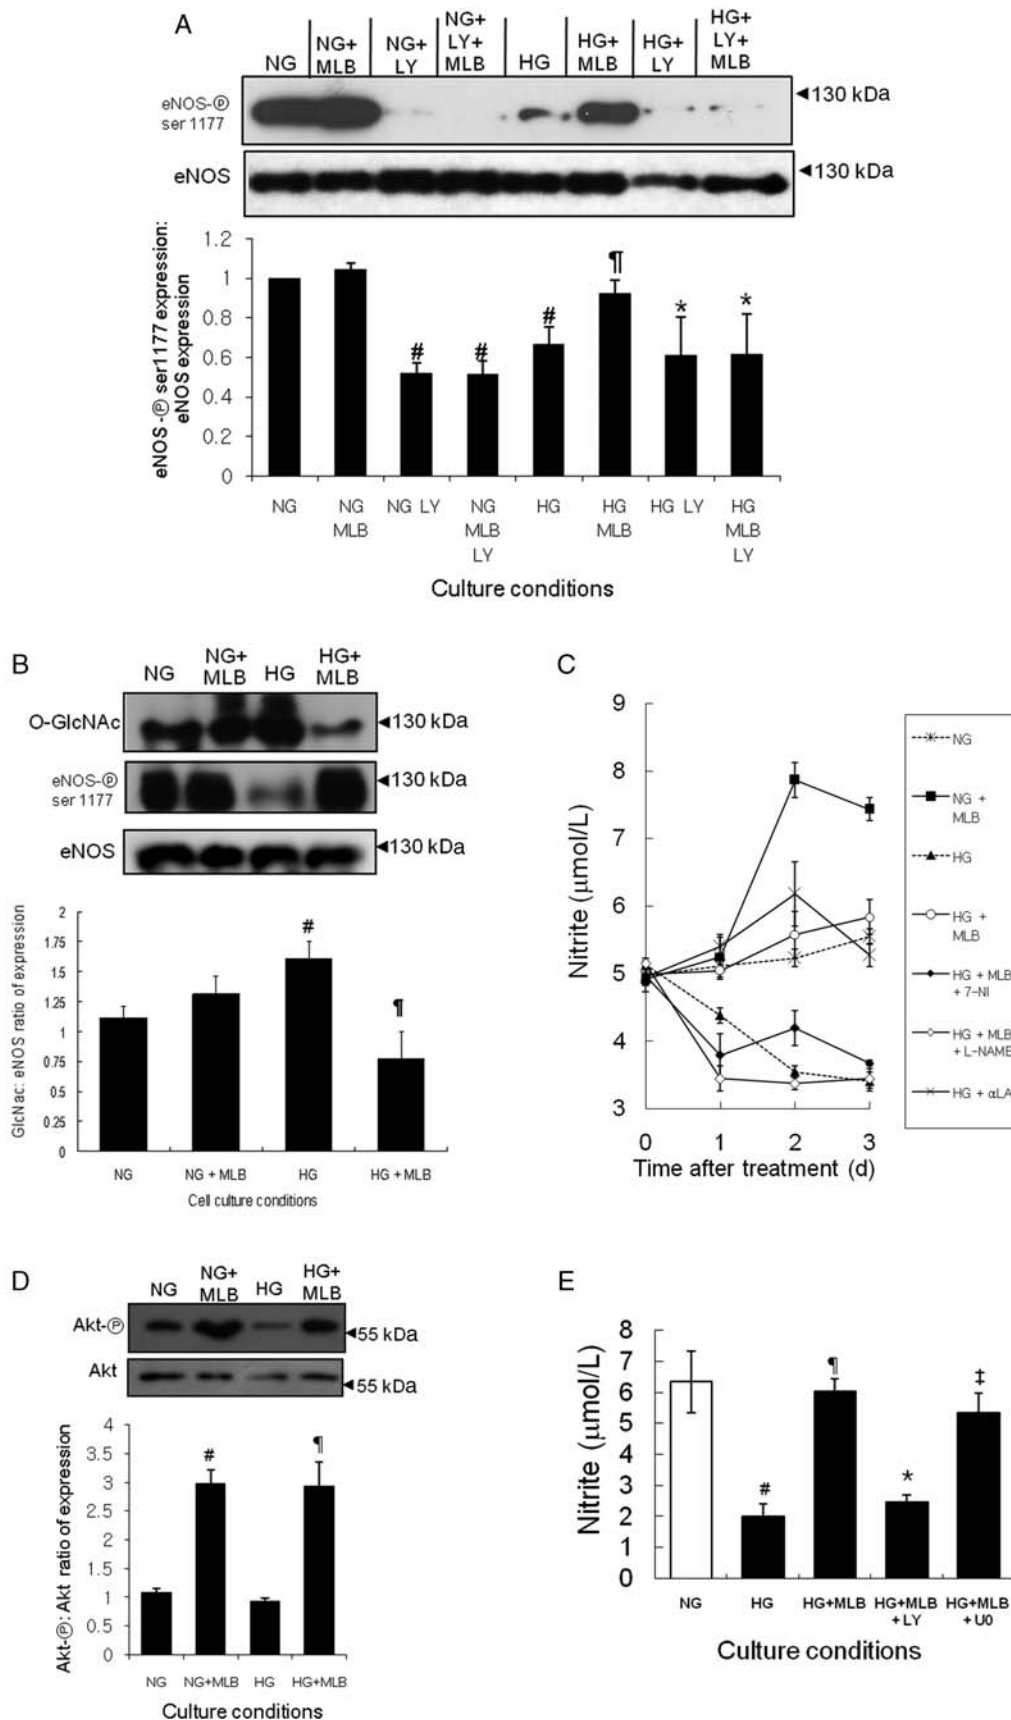 A
NG
NG+
MLB
NG+
LY
NG+
LY+
MLB
HG
HG+
MLB
HG+
LY
HG+
LY+
MLB
eNOS-Ⓟ
ser 1177
◄130 kDa
eNOS
◄130 kDa
eNOS -Ⓟ ser1177 expression:
eNOS expression
1.2
1
0.8
0.6
0.4
0.2
0
#
#
#
¶
*
*
NG
NG
MLB
NG LY
NG
MLB
LY
HG
HG
MLB
HG LY
HG
MLB
LY
Culture conditions
B
NG
NG+
MLB
HG
HG+
MLB
O-GlcNAc
◄130 kDa
eNOS-Ⓟ
ser 1177
◄130 kDa
eNOS
◄130 kDa
GlcNac: eNOS ratio of expression
2
1.75
1.5
1.25
1
0.75
0.5
0.25
0
#
¶
NG
NG + MLB
HG
HG + MLB
Cell culture conditions
C
Nitrite (μmol/L)
9
8
7
6
5
4
3
0
1
2
3
Time after treatment (d)
NG
NG +
MLB
HG
HG +
MLB
HG + MLB
+ 7-NI
HG + MLB
+ L-NAME
HG + αLA
D
NG
NG+
MLB
HG
HG+
MLB
Akt-Ⓟ
◄55 kDa
Akt
◄55 kDa
Akt-Ⓟ: Akt ratio of expression
4
3.5
3
2.5
2
1.5
1
0.5
0
#
¶
NG
NG+MLB
HG
HG+MLB
Culture conditions
E
Nitrite (μmol/L)
8
7
6
5
4
3
2
1
0
#
¶
*
‡
NG
HG
HG+MLB
HG+MLB
+LY
HG+MLB
+U0
Culture conditions